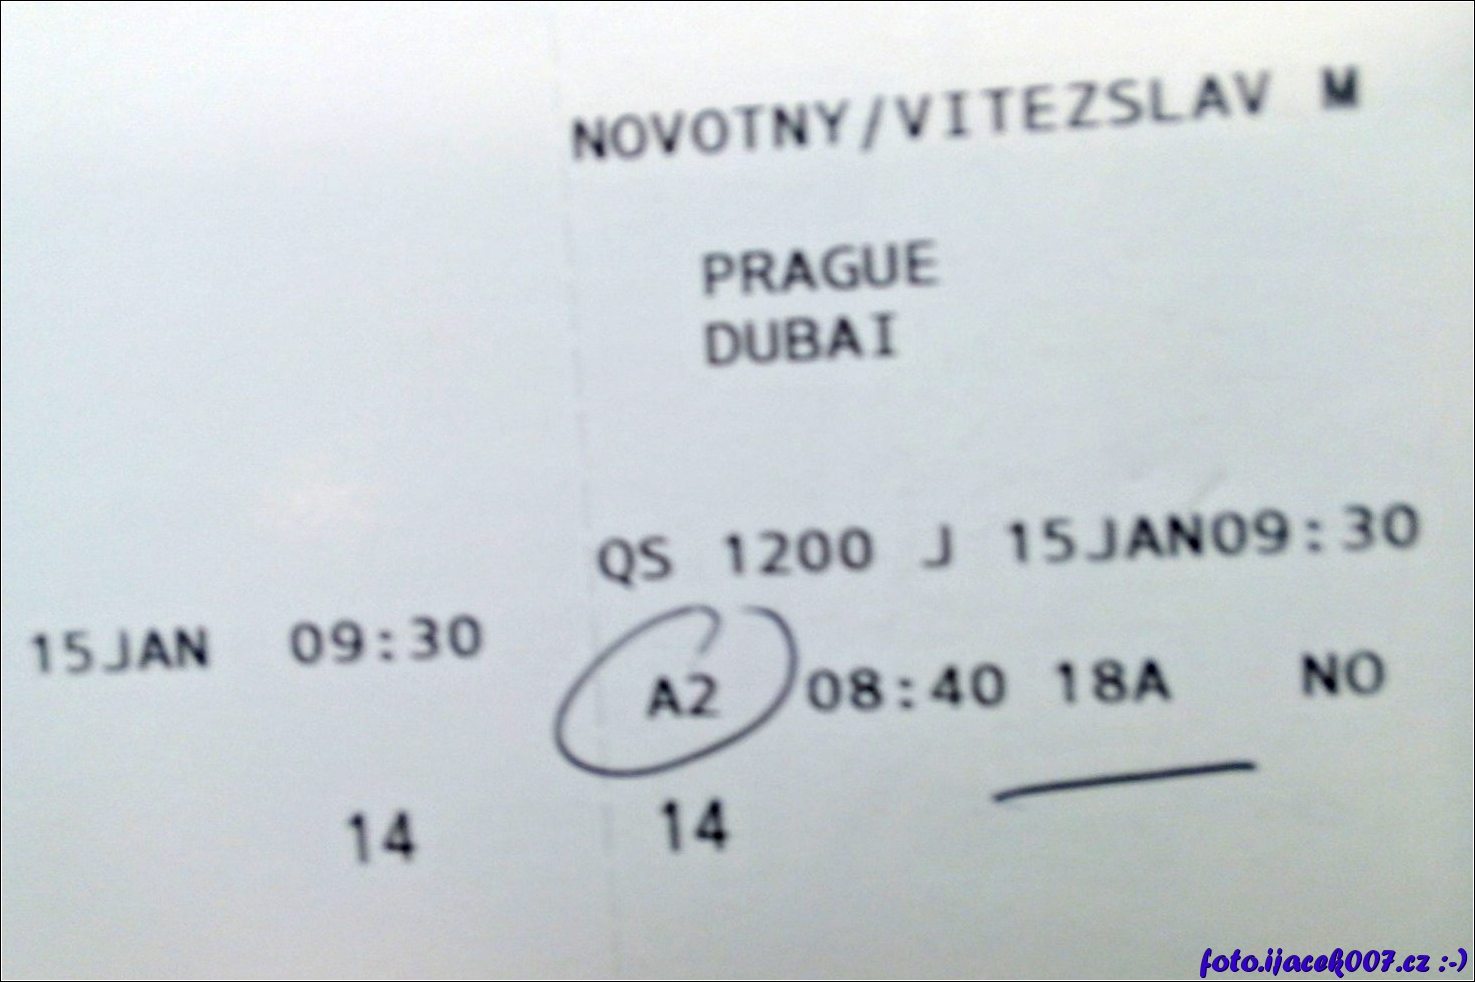 NOVOTNY/VITEZSLAV M
PRAGUE
DUBAI
QS 1200 J 15JAN09:30
15JAN 09:30
A2 08:40 18A NO
14 14
foto.ijacek007.cz :-)